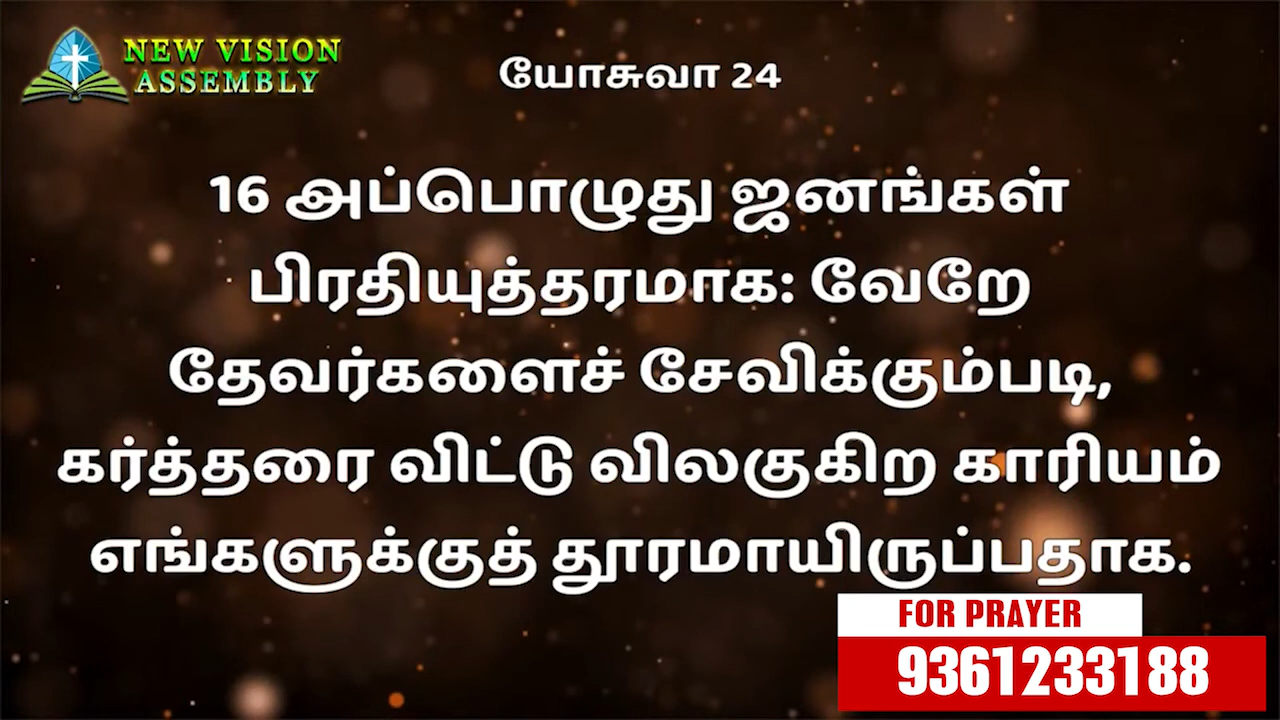 NEW VISION
ASSEMBLY
யோசுவா 24
16 அப்பொழுது ஜனங்கள்
பிரதியுத்தரமாக: வேறே
தேவர்களைச் சேவிக்கும்படி,
கர்த்தரை விட்டு விலகுகிற காரியம்
எங்களுக்குத் தூரமாயிருப்பதாக.
FOR PRAYER
9361233188